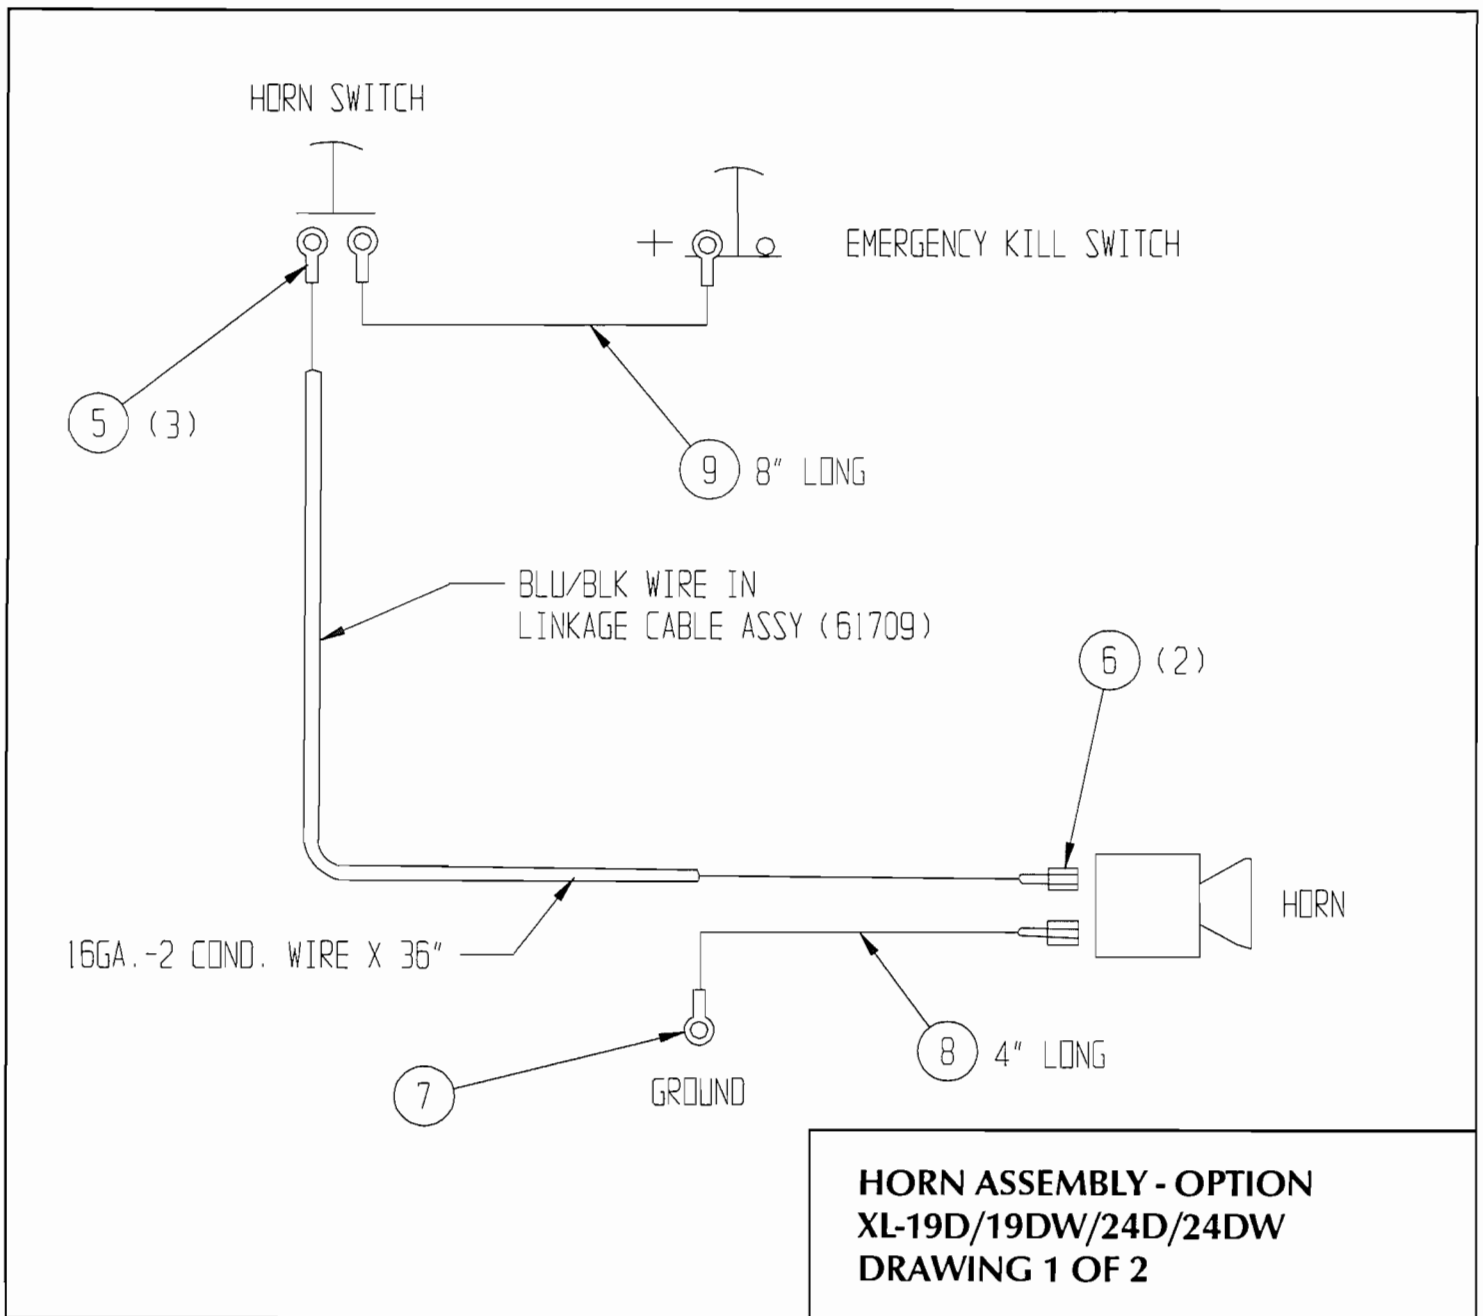 HORN SWITCH
+
EMERGENCY KILL SWITCH
5 (3)
9 8" LONG
BLU/BLK WIRE IN
LINKAGE CABLE ASSY (61709)
6 (2)
HORN
16GA.-2 COND. WIRE X 36"
8 4" LONG
7
GROUND
HORN ASSEMBLY - OPTION
XL-19D/19DW/24D/24DW
DRAWING 1 OF 2